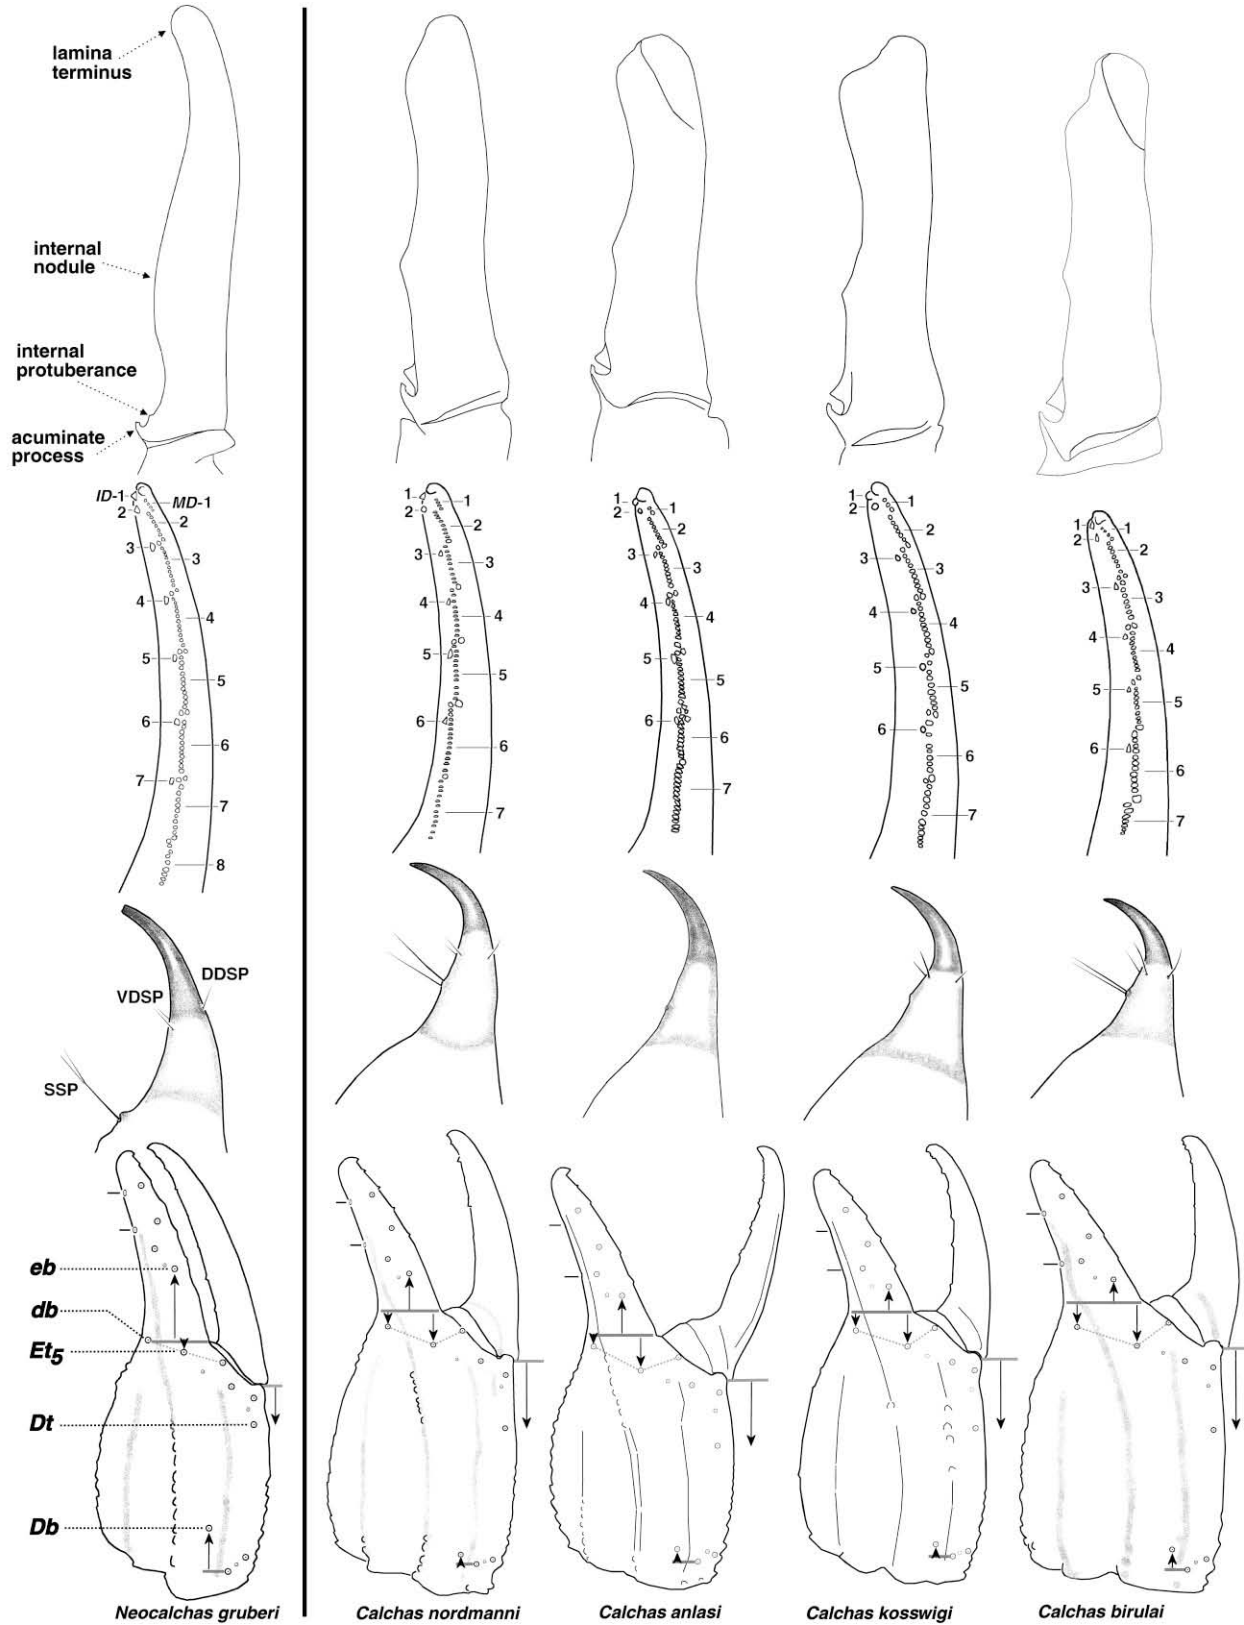 lamina
terminus
internal
nodule
internal
protuberance
acuminate
process
ID-1 MD-1
2 2
3 3
4 4
5 5
6 6
7 7
8
1 1
2 2
3 3
4 4
5 5
6 6
7
1 1
2 2
3 3
4 4
5 5
6 6
7
1 1
2 2
3 3
4 4
5 5
6 6
7
1 1
2 2
3 3
4 4
5 5
6 6
7
DDSP
VDSP
SSP
eb
db
Et5
Dt
Db
Neocalchas gruberi
Calchas nordmanni
Calchas anlasi
Calchas kosswigi
Calchas birulai